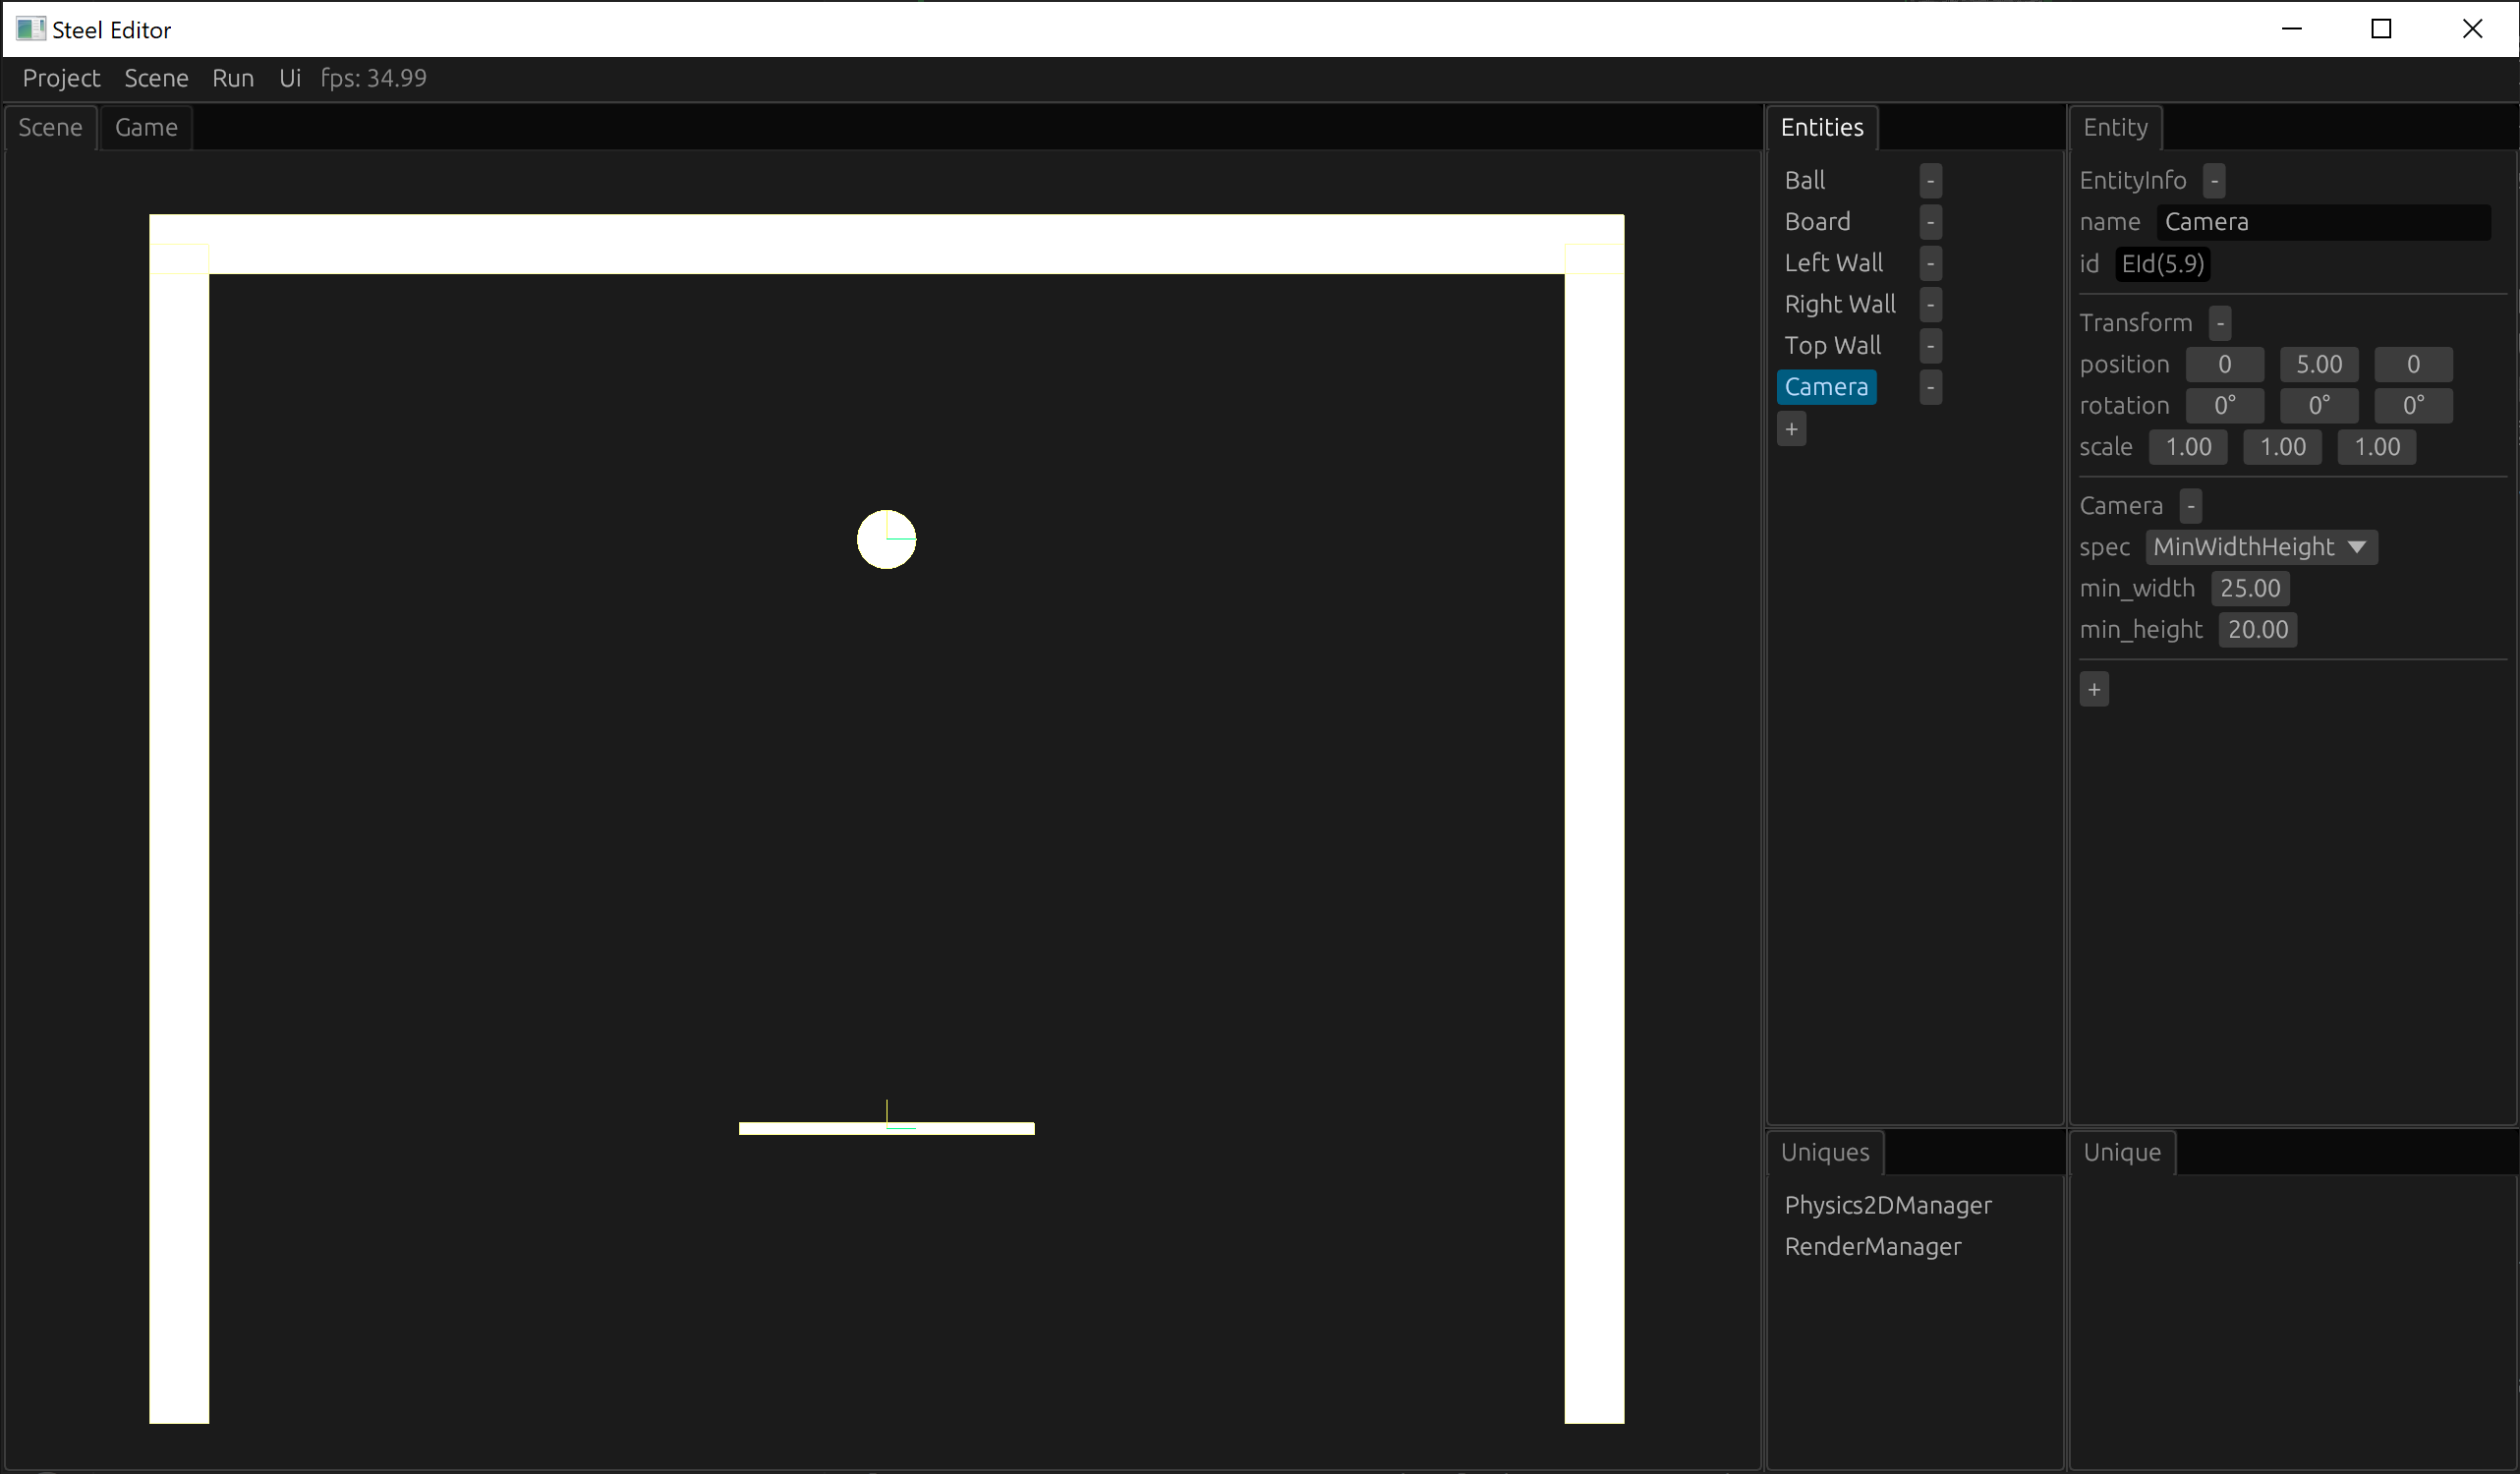 Steel Editor
Project Scene Run Ui fps: 34.99
Scene Game
Entities
Ball -
Board -
Left Wall -
Right Wall -
Top Wall -
Camera -
+
Entity
EntityInfo -
name Camera
id EId(5.9)
Transform -
position 0 5.00 0
rotation 0° 0° 0°
scale 1.00 1.00 1.00
Camera -
spec MinWidthHeight
min_width 25.00
min_height 20.00
+
Uniques
Physics2DManager
RenderManager
Unique